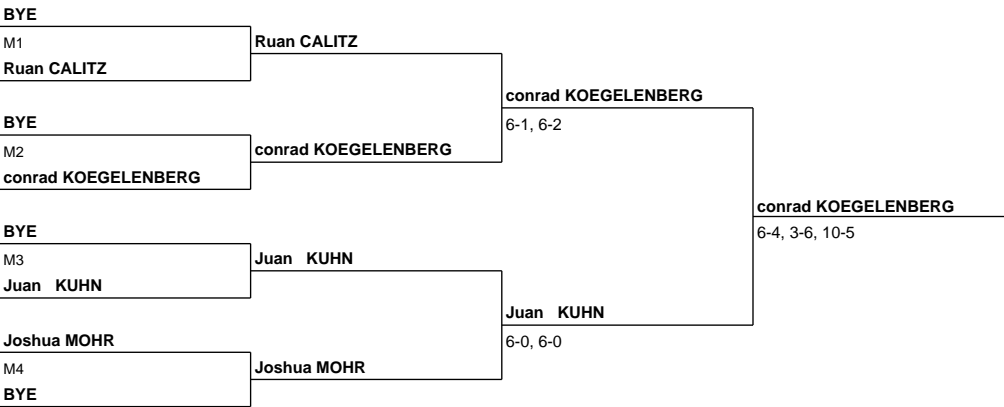 BYE
M1
Ruan CALITZ
BYE
M2
conrad KOEGELENBERG
BYE
M3
Juan KUHN
Joshua MOHR
M4
BYE
Ruan CALITZ
conrad KOEGELENBERG
Juan KUHN
Joshua MOHR
conrad KOEGELENBERG
6-1, 6-2
Juan KUHN
6-0, 6-0
conrad KOEGELENBERG
6-4, 3-6, 10-5